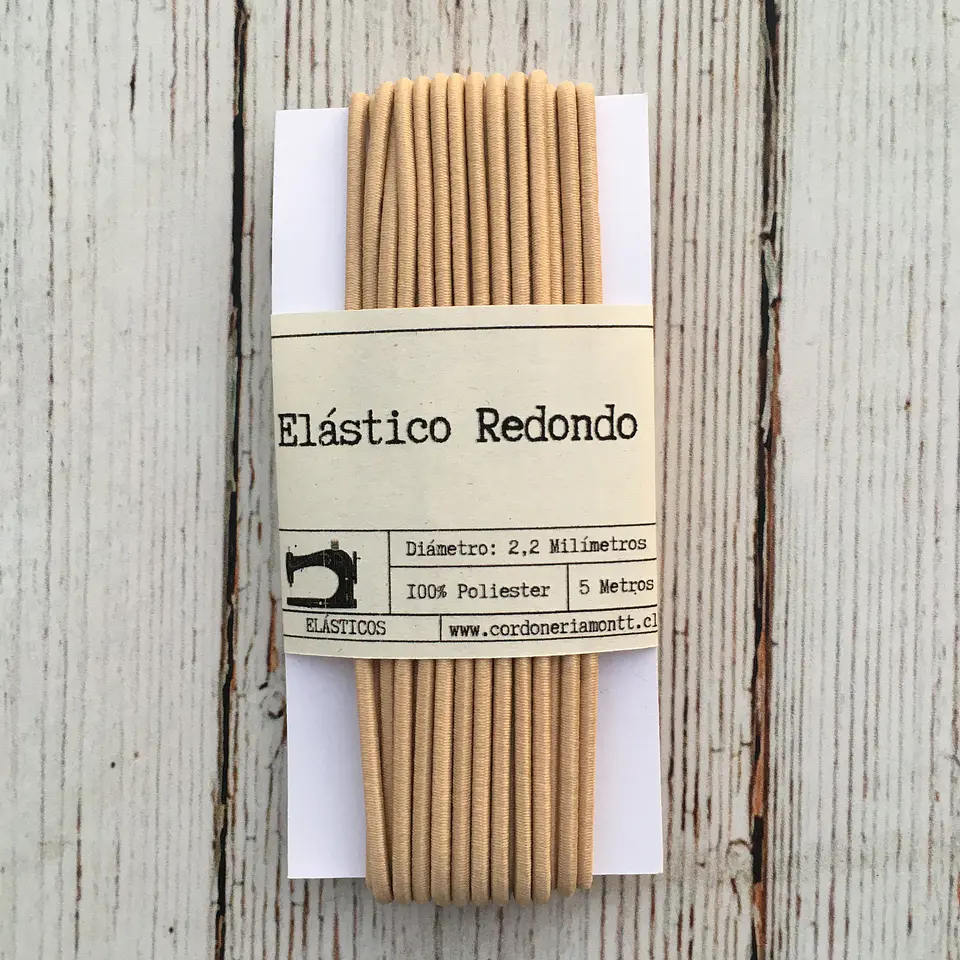 Elástico Redondo
Diámetro: 2,2 Milímetros
100% Poliester
5 Metros
ELÁSTICOS
www.cordoneriamontt.cl